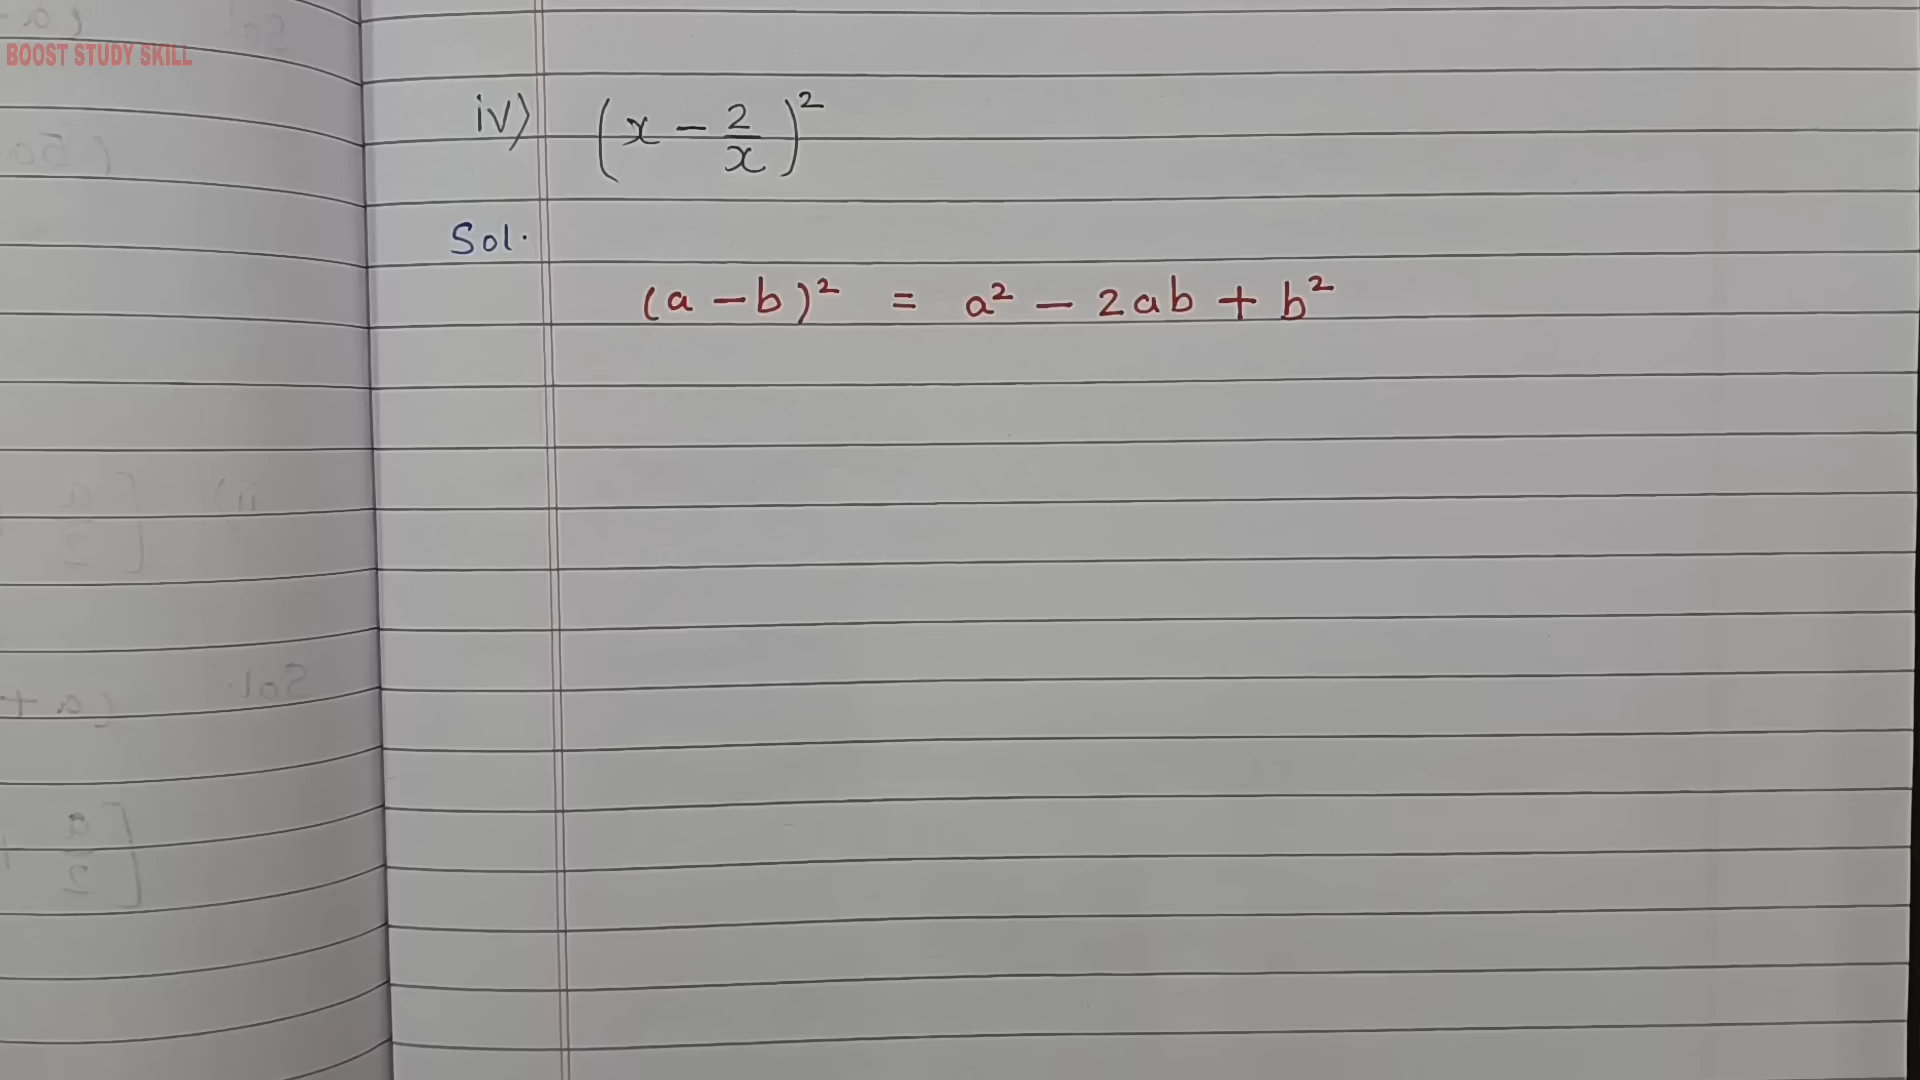 BOOST STUDY SKILL
iv) (x - 2/x)²
Sol.
(a - b)² = a² - 2ab + b²